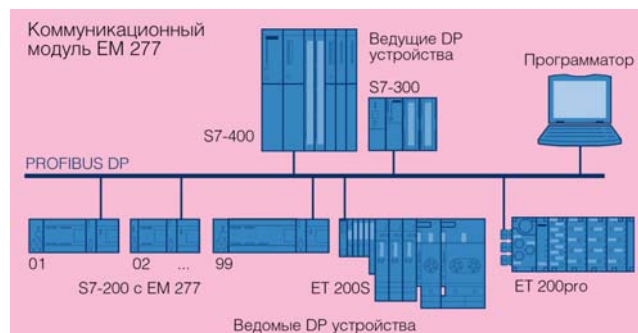 Коммуникационный
модуль EM 277
Ведущие DP
устройства
S7-300
Программатор
S7-400
PROFIBUS DP
01
02
...
99
S7-200 с EM 277
ET 200S
ET 200pro
Ведомые DP устройства